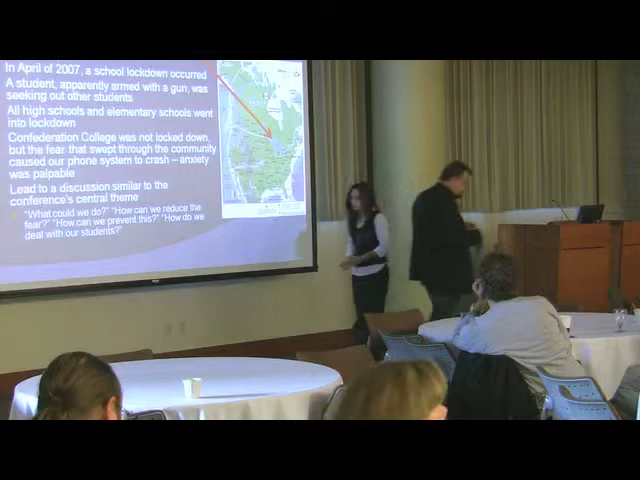 In April of 2007, a school lockdown occurred
A student, apparently armed with a gun, was
seeking out other students
All high schools and elementary schools went
into lockdown
Confederation College was not locked down,
but the fear that swept through the community
caused our phone system to crash – anxiety
was palpable
Lead to a discussion similar to the
conference's central theme
"What could we do?" "How can we reduce the
fear?" "How can we prevent this?" "How do we
deal with our students?"